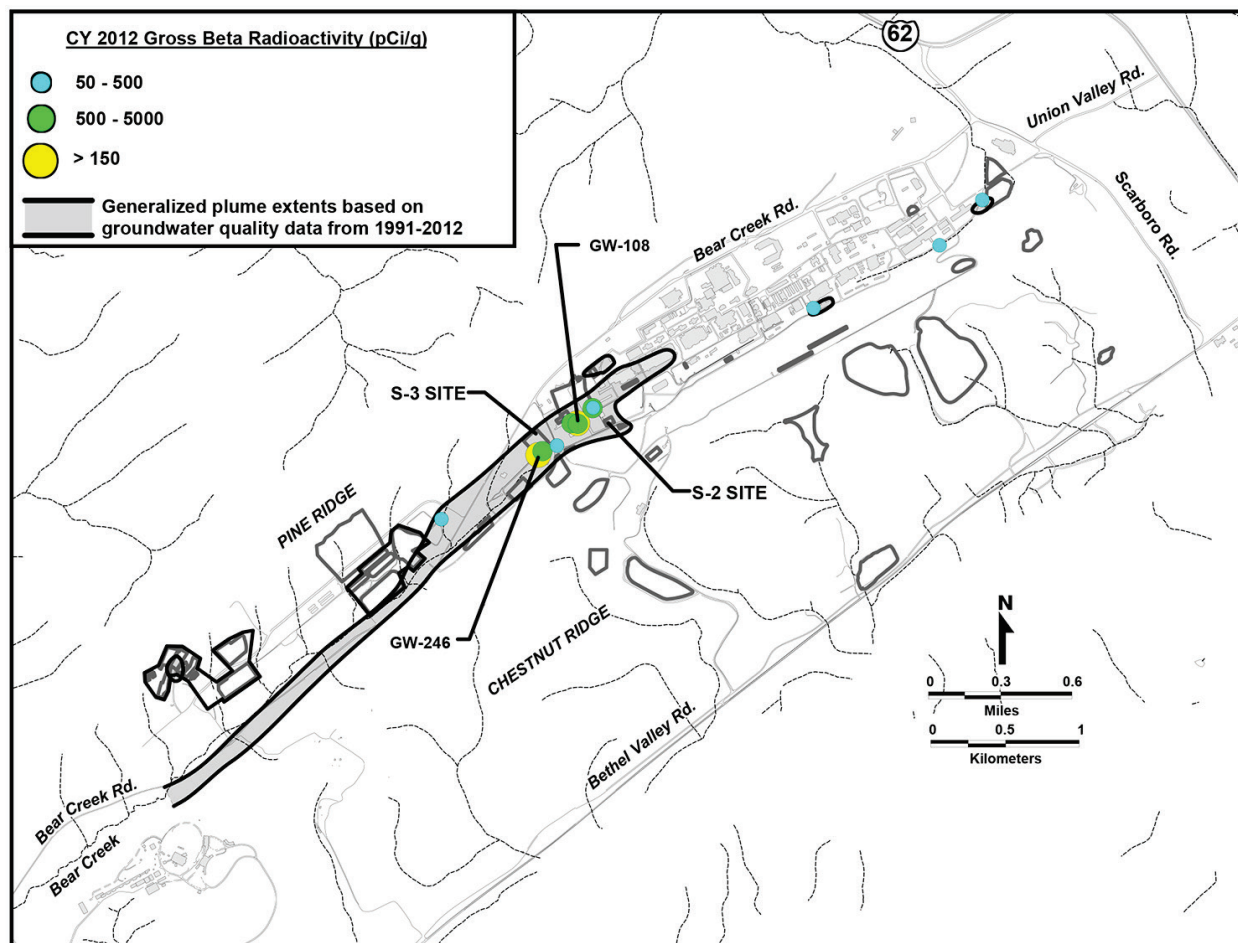 CY 2012 Gross Beta Radioactivity (pCi/g)
50 - 500
500 - 5000
> 150
Generalized plume extents based on
groundwater quality data from 1991-2012
62
Union Valley Rd.
Scarboro Rd.
Bear Creek Rd.
GW-108
S-3 SITE
S-2 SITE
PINE RIDGE
GW-246
CHESTNUT RIDGE
Bethel Valley Rd.
N
0 0.3 0.6
Miles
0 0.5 1
Kilometers
Bear Creek Rd.
Bear Creek